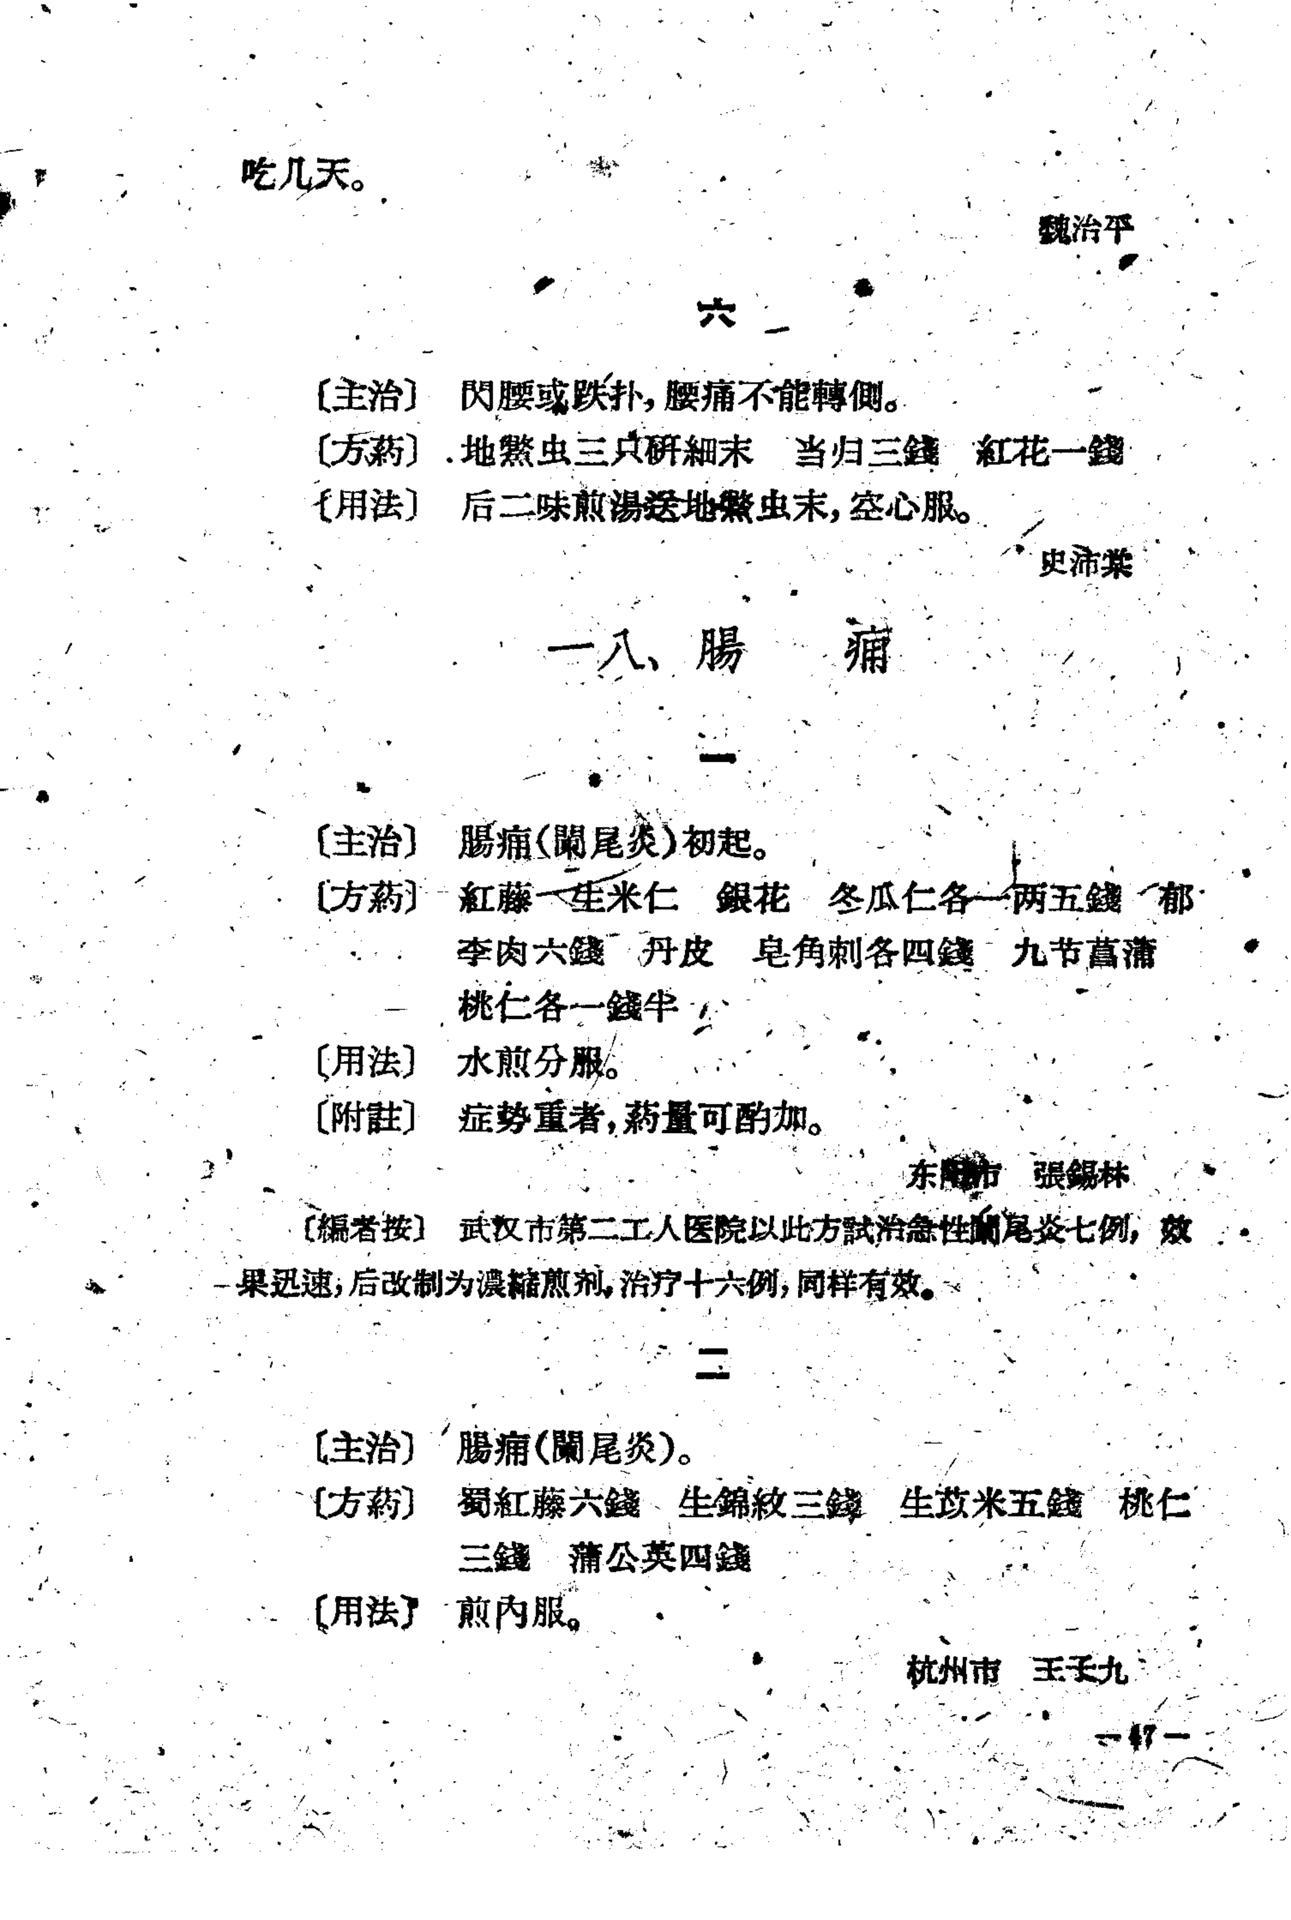 吃几天。
魏治平
六
〔主治〕 閃腰或跌扑，腰痛不能轉側。
〔方葯〕 地鱉虫三只研細末 当归三錢 紅花一錢
〔用法〕 后二味煎湯送地鱉虫末，空心服。
史沛棠
一八、腸 痈
一
〔主治〕 腸痈（闌尾炎）初起。
〔方葯〕 紅藤 生米仁 銀花 冬瓜仁各一两五錢 郁
李肉六錢 丹皮 皂角刺各四錢 九节菖蒲
桃仁各一錢半
〔用法〕 水煎分服。
〔附註〕 症势重者，葯量可酌加。
东阳市 張錫林
〔編者按〕 武汉市第二工人医院以此方試治急性闌尾炎七例，效
果迅速，后改制为濃縮煎剂，治疗十六例，同样有效。
二
〔主治〕 腸痈（闌尾炎）。
〔方葯〕 蜀紅藤六錢 生錦紋三錢 生苡米五錢 桃仁
三錢 蒲公英四錢
〔用法〕 煎内服。
杭州市 王子九
—47—